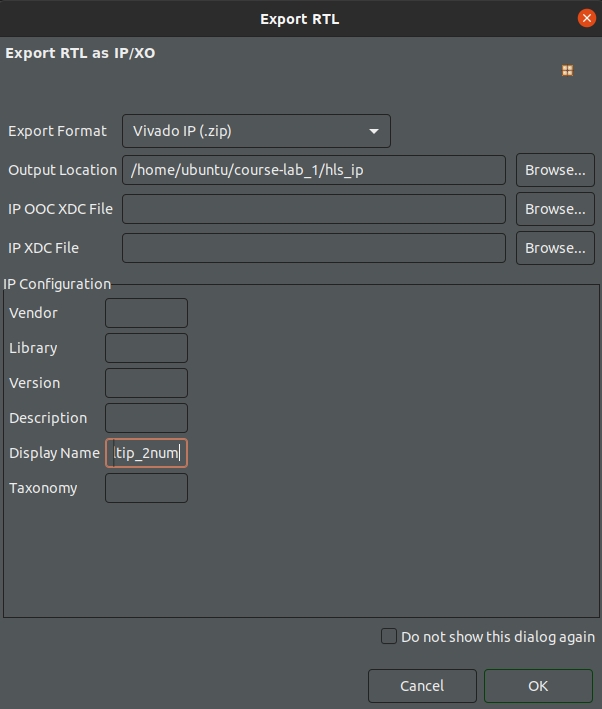 Export RTL
Export RTL as IP/XO
Export Format Vivado IP (.zip)
Output Location /home/ubuntu/course-lab_1/hls_ip Browse...
IP OOC XDC File Browse...
IP XDC File Browse...
IP Configuration
Vendor
Library
Version
Description
Display Name ltip_2num
Taxonomy
Do not show this dialog again
Cancel OK